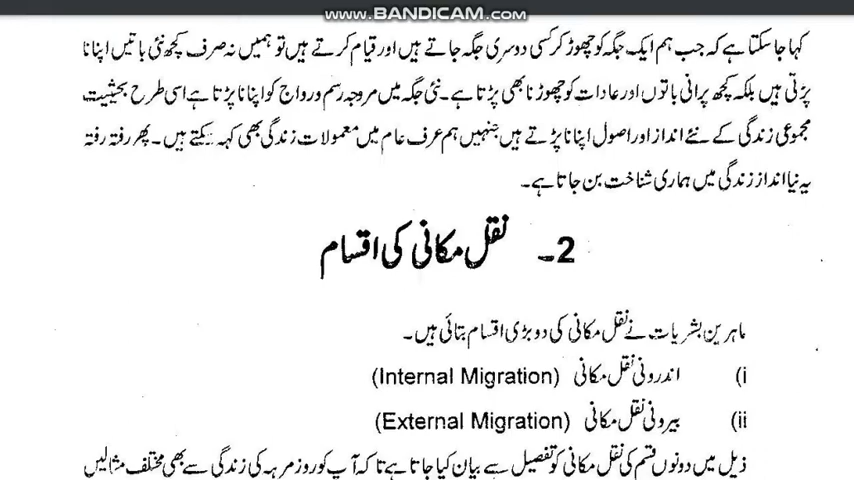 www.BANDICAM.com
کہا جا سکتا ہے کہ جب ہم ایک جگہ کو چھوڑ کر کسی دوسری جگہ جاتے ہیں اور قیام کرتے ہیں تو ہمیں نہ صرف کچھ نئی باتیں اپنانا
پڑتی ہیں بلکہ کچھ پرانی باتوں اور عادات کو چھوڑنا بھی پڑتا ہے۔ نئی جگہ میں مروجہ رسم و رواج کو اپنانا پڑتا ہے اسی طرح بحیثیت
مجموعی زندگی کے نئے انداز اور اصول اپنانا پڑتے ہیں جنہیں ہم عرف عام میں معمولات زندگی بھی کہہ سکتے ہیں۔ پھر رفتہ رفتہ
یہ نیا انداز زندگی میں ہماری شناخت بن جاتا ہے۔
2۔ نقل مکانی کی اقسام
ماہرین بشریات نے نقل مکانی کی دو بڑی اقسام بتائی ہیں۔
i) اندرونی نقل مکانی (Internal Migration)
ii) بیرونی نقل مکانی (External Migration)
ذیل میں دونوں قسم کی نقل مکانی کو تفصیل سے بیان کیا جاتا ہے تاکہ آپ کو روز مرہ کی زندگی سے بھی مختلف مثالیں